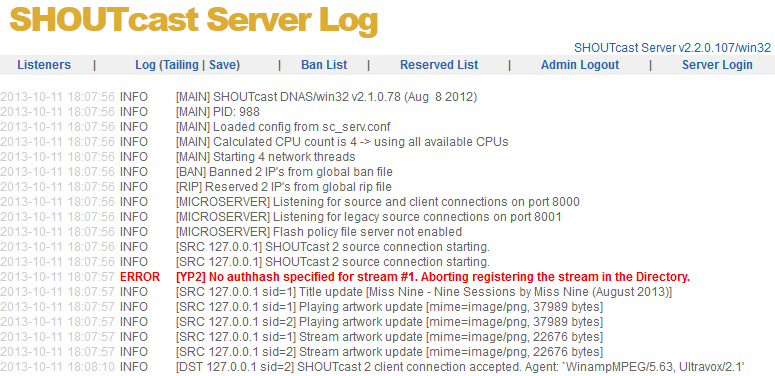 SHOUTcast Server Log
SHOUTcast Server v2.2.0.107/win32
Listeners | Log (Tailing | Save) | Ban List | Reserved List | Admin Logout | Server Login
2013-10-11 18:07:56 INFO [MAIN] SHOUTcast DNAS/win32 v2.1.0.78 (Aug  8 2012)
2013-10-11 18:07:56 INFO [MAIN] PID: 988
2013-10-11 18:07:56 INFO [MAIN] Loaded config from sc_serv.conf
2013-10-11 18:07:56 INFO [MAIN] Calculated CPU count is 4 -> using all available CPUs
2013-10-11 18:07:56 INFO [MAIN] Starting 4 network threads
2013-10-11 18:07:56 INFO [BAN] Banned 2 IP's from global ban file
2013-10-11 18:07:56 INFO [RIP] Reserved 2 IP's from global rip file
2013-10-11 18:07:56 INFO [MICROSERVER] Listening for source and client connections on port 8000
2013-10-11 18:07:56 INFO [MICROSERVER] Listening for legacy source connections on port 8001
2013-10-11 18:07:56 INFO [MICROSERVER] Flash policy file server not enabled
2013-10-11 18:07:56 INFO [SRC 127.0.0.1] SHOUTcast 2 source connection starting.
2013-10-11 18:07:56 INFO [SRC 127.0.0.1] SHOUTcast 2 source connection starting.
2013-10-11 18:07:57 ERROR [YP2] No authhash specified for stream #1. Aborting registering the stream in the Directory.
2013-10-11 18:07:57 INFO [SRC 127.0.0.1 sid=1] Title update [Miss Nine - Nine Sessions by Miss Nine (August 2013)]
2013-10-11 18:07:57 INFO [SRC 127.0.0.1 sid=1] Playing artwork update [mime=image/png, 37989 bytes]
2013-10-11 18:07:57 INFO [SRC 127.0.0.1 sid=2] Playing artwork update [mime=image/png, 37989 bytes]
2013-10-11 18:07:57 INFO [SRC 127.0.0.1 sid=1] Stream artwork update [mime=image/png, 22676 bytes]
2013-10-11 18:07:57 INFO [SRC 127.0.0.1 sid=2] Stream artwork update [mime=image/png, 22676 bytes]
2013-10-11 18:08:10 INFO [DST 127.0.0.1 sid=2] SHOUTcast 2 client connection accepted. Agent: `WinampMPEG/5.63, Ultravox/2.1'